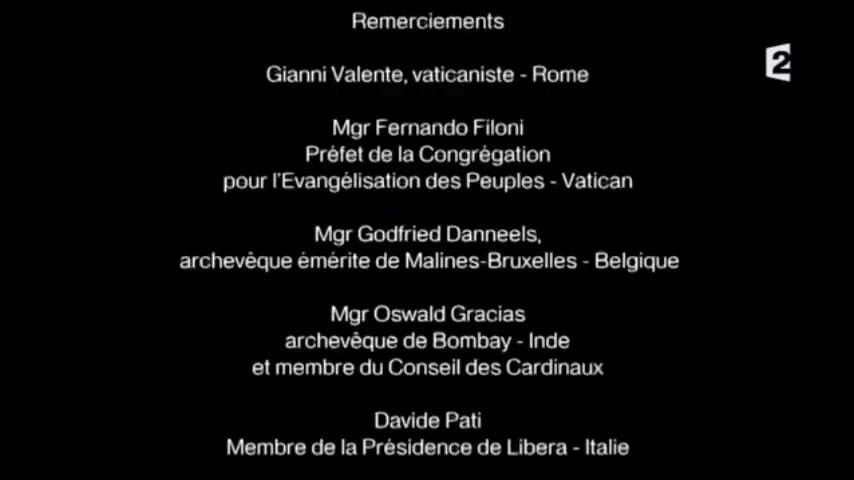 Remerciements
2
Gianni Valente, vaticaniste - Rome
Mgr Fernando Filoni
Préfet de la Congrégation
pour l'Evangélisation des Peuples - Vatican
Mgr Godfried Danneels,
archevêque émérite de Malines-Bruxelles - Belgique
Mgr Oswald Gracias
archevêque de Bombay - Inde
et membre du Conseil des Cardinaux
Davide Pati
Membre de la Présidence de Libera - Italie